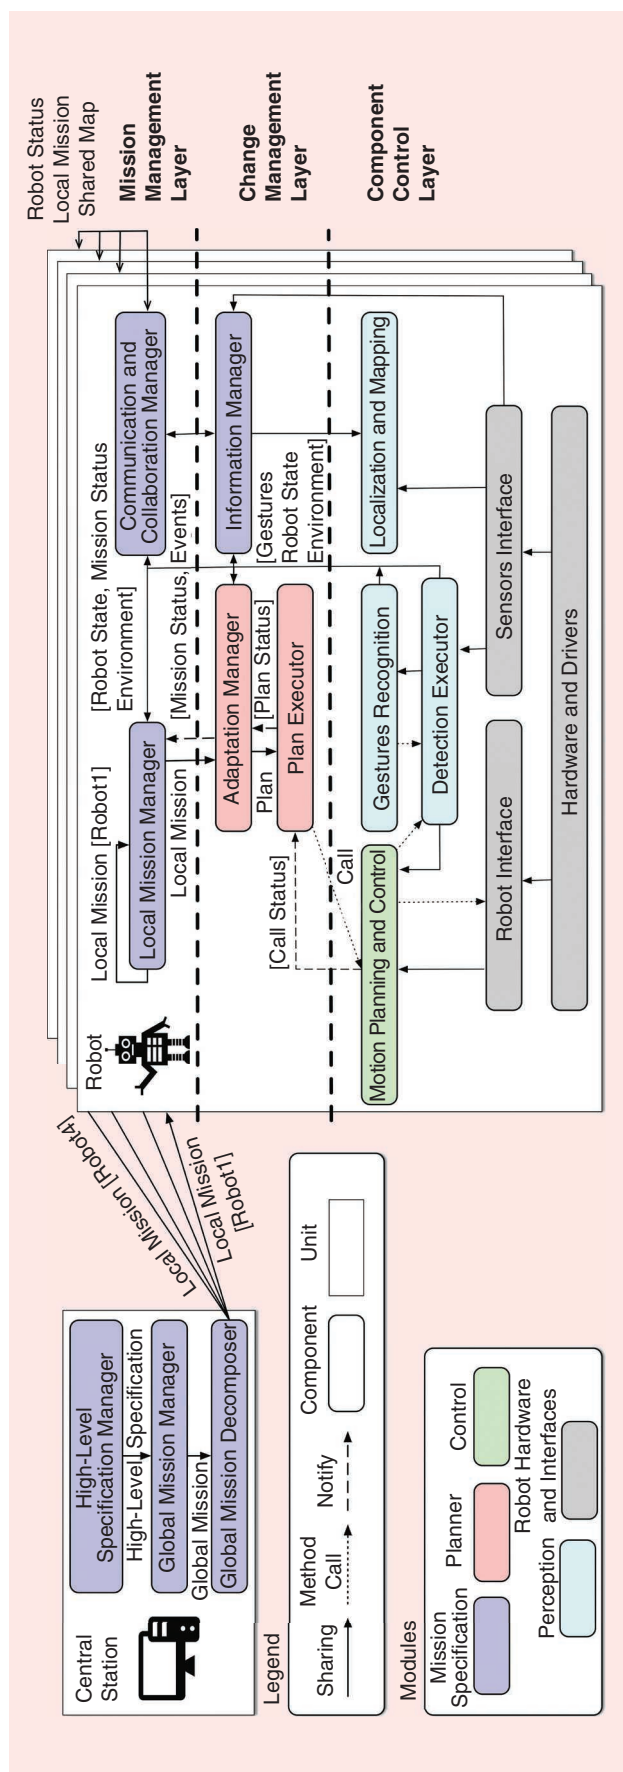 Central
Station
High-Level
Specification Manager
High-Level Specification
Global Mission Manager
Global Mission
Global Mission Decomposer
Local Mission [Robot4]
Local Mission
[Robot1]
Legend
Sharing
Method
Call
Notify
Component
Unit
Modules
Mission
Specification
Planner
Control
Perception
Robot Hardware
and Interfaces
Robot Status
Local Mission
Shared Map
Mission
Management
Layer
Change
Management
Layer
Component
Control
Layer
Robot
Local Mission [Robot1]
Local Mission Manager
Local Mission
[Robot State, Mission Status
Environment]
[Mission Status, Events]
Communication and
Collaboration Manager
Adaptation Manager
Plan
[Plan Status]
Plan Executor
Information Manager
[Gestures
Robot State
Environment]
[Call Status]
Call
Motion Planning and Control
Gestures Recognition
Detection Executor
Localization and Mapping
Robot Interface
Sensors Interface
Hardware and Drivers